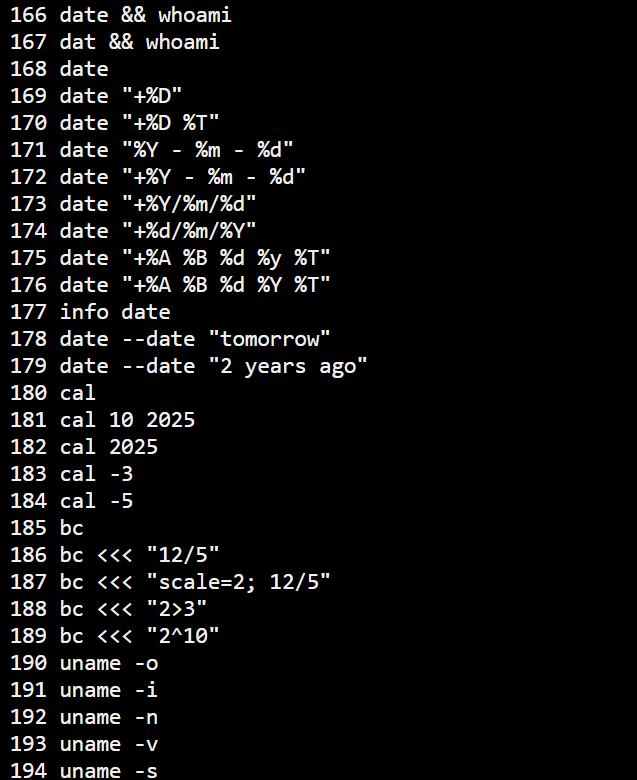 166 date && whoami
167 dat && whoami
168 date
169 date "+%D"
170 date "+%D %T"
171 date "%Y - %m - %d"
172 date "+%Y - %m - %d"
173 date "+%Y/%m/%d"
174 date "+%d/%m/%Y"
175 date "+%A %B %d %y %T"
176 date "+%A %B %d %Y %T"
177 info date
178 date --date "tomorrow"
179 date --date "2 years ago"
180 cal
181 cal 10 2025
182 cal 2025
183 cal -3
184 cal -5
185 bc
186 bc <<< "12/5"
187 bc <<< "scale=2; 12/5"
188 bc <<< "2>3"
189 bc <<< "2^10"
190 uname -o
191 uname -i
192 uname -n
193 uname -v
194 uname -s